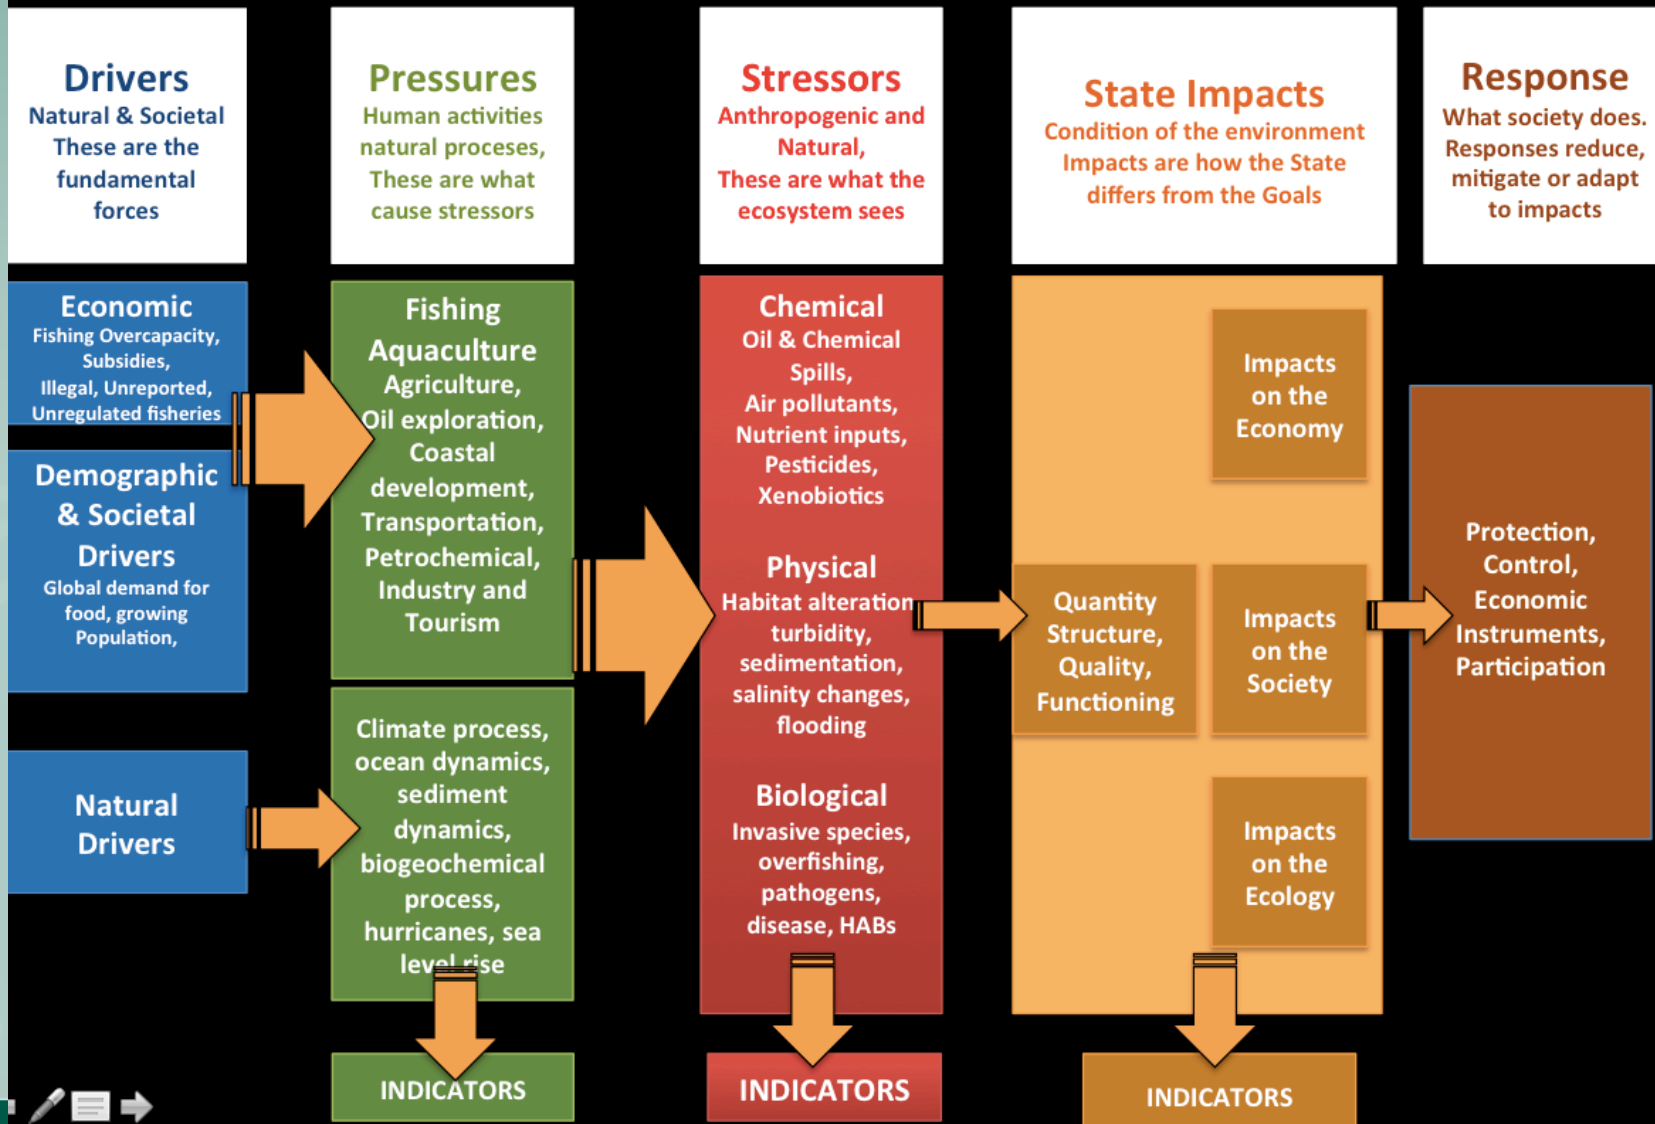 Drivers
Natural & Societal
These are the
fundamental
forces
Pressures
Human activities
natural proceses,
These are what
cause stressors
Stressors
Anthropogenic and
Natural,
These are what the
ecosystem sees
State Impacts
Condition of the environment
Impacts are how the State
differs from the Goals
Response
What society does.
Responses reduce,
mitigate or adapt
to impacts
Economic
Fishing Overcapacity,
Subsidies,
Illegal, Unreported,
Unregulated fisheries
Demographic
& Societal
Drivers
Global demand for
food, growing
Population,
Natural
Drivers
Fishing
Aquaculture
Agriculture,
Oil exploration,
Coastal
development,
Transportation,
Petrochemical,
Industry and
Tourism
Climate process,
ocean dynamics,
sediment
dynamics,
biogeochemical
process,
hurricanes, sea
level rise
INDICATORS
Chemical
Oil & Chemical
Spills,
Air pollutants,
Nutrient inputs,
Pesticides,
Xenobiotics
Physical
Habitat alteration
turbidity,
sedimentation,
salinity changes,
flooding
Biological
Invasive species,
overfishing,
pathogens,
disease, HABs
INDICATORS
Quantity
Structure,
Quality,
Functioning
Impacts
on the
Economy
Impacts
on the
Society
Impacts
on the
Ecology
INDICATORS
Protection,
Control,
Economic
Instruments,
Participation